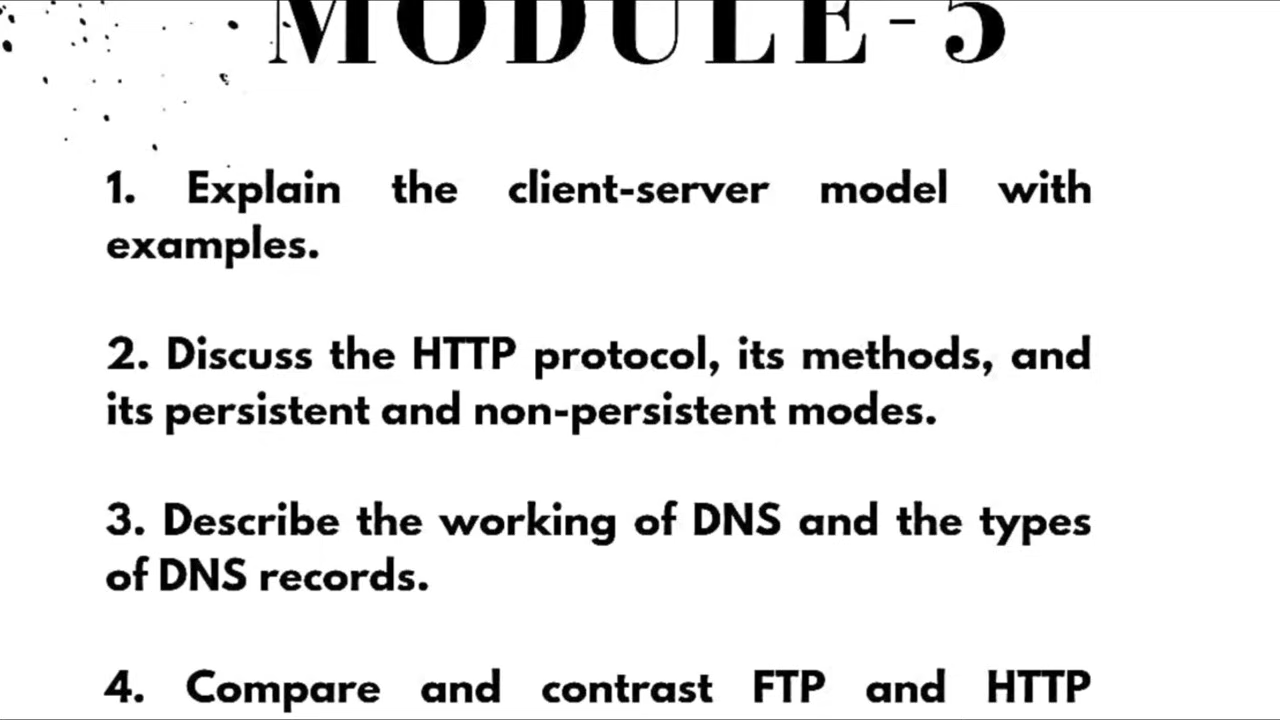 MODULE-5
1. Explain the client-server model with
examples.
2. Discuss the HTTP protocol, its methods, and
its persistent and non-persistent modes.
3. Describe the working of DNS and the types
of DNS records.
4. Compare and contrast FTP and HTTP